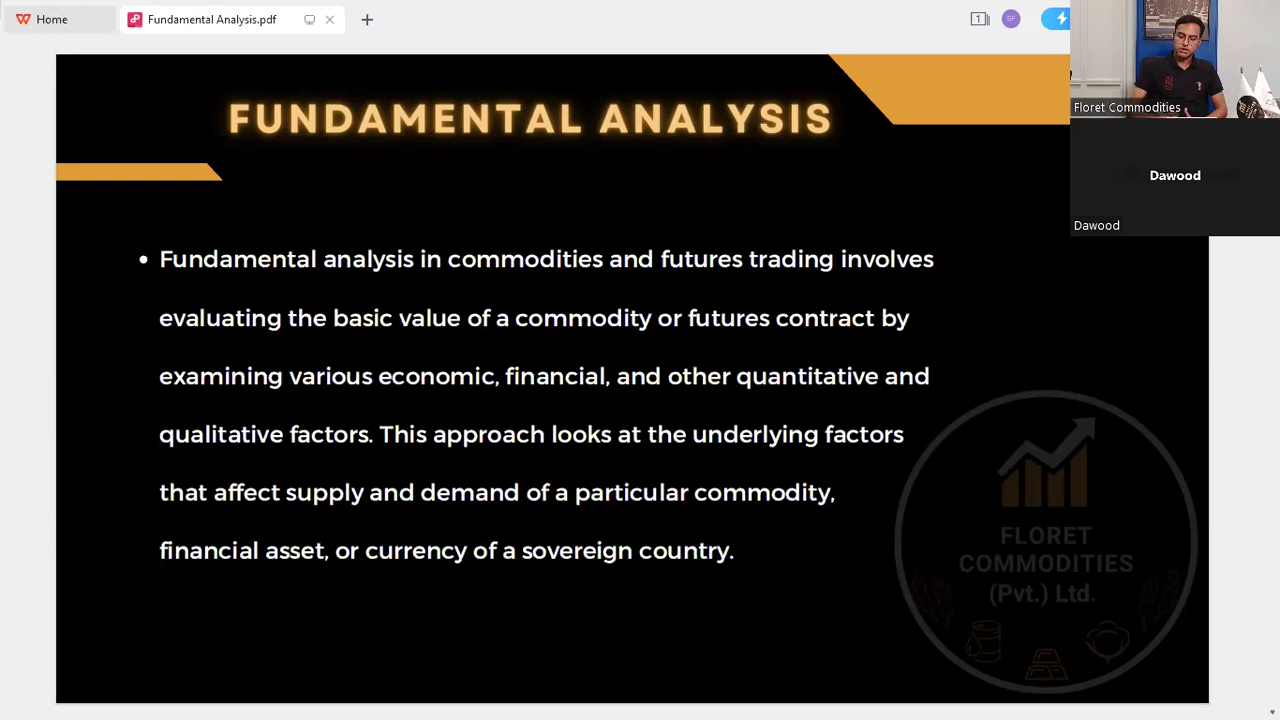 Home
Fundamental Analysis.pdf
1
GF
Floret Commodities
Dawood
Dawood
FUNDAMENTAL ANALYSIS
• Fundamental analysis in commodities and futures trading involves
evaluating the basic value of a commodity or futures contract by
examining various economic, financial, and other quantitative and
qualitative factors. This approach looks at the underlying factors
that affect supply and demand of a particular commodity,
financial asset, or currency of a sovereign country.
FLORET
COMMODITIES
(Pvt.) Ltd.